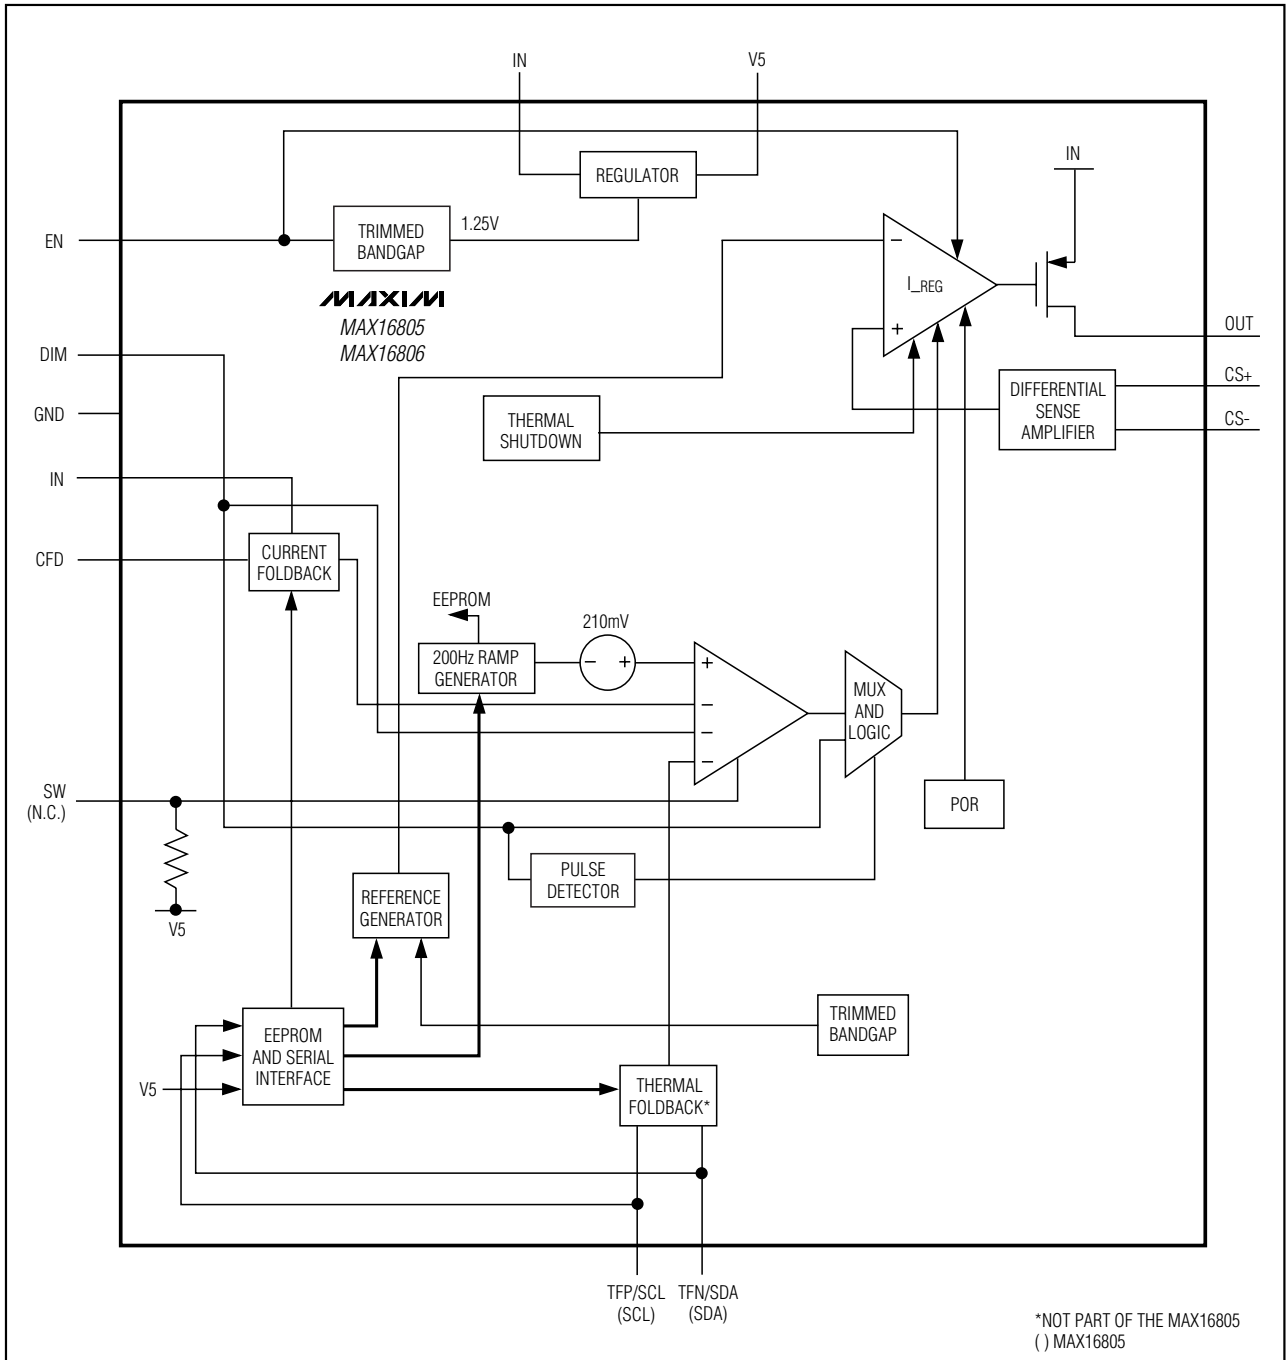 IN
V5
REGULATOR
IN
EN
TRIMMED
BANDGAP
1.25V
MAXIM
MAX16805
MAX16806
−
I_REG
+
OUT
DIM
GND
THERMAL
SHUTDOWN
DIFFERENTIAL
SENSE
AMPLIFIER
CS+
CS-
IN
CFD
CURRENT
FOLDBACK
EEPROM
210mV
200Hz RAMP
GENERATOR
− +
+
−
−
−
MUX
AND
LOGIC
SW
(N.C.)
POR
V5
PULSE
DETECTOR
REFERENCE
GENERATOR
TRIMMED
BANDGAP
EEPROM
AND SERIAL
INTERFACE
V5
THERMAL
FOLDBACK*
TFP/SCL
(SCL)
TFN/SDA
(SDA)
*NOT PART OF THE MAX16805
( ) MAX16805